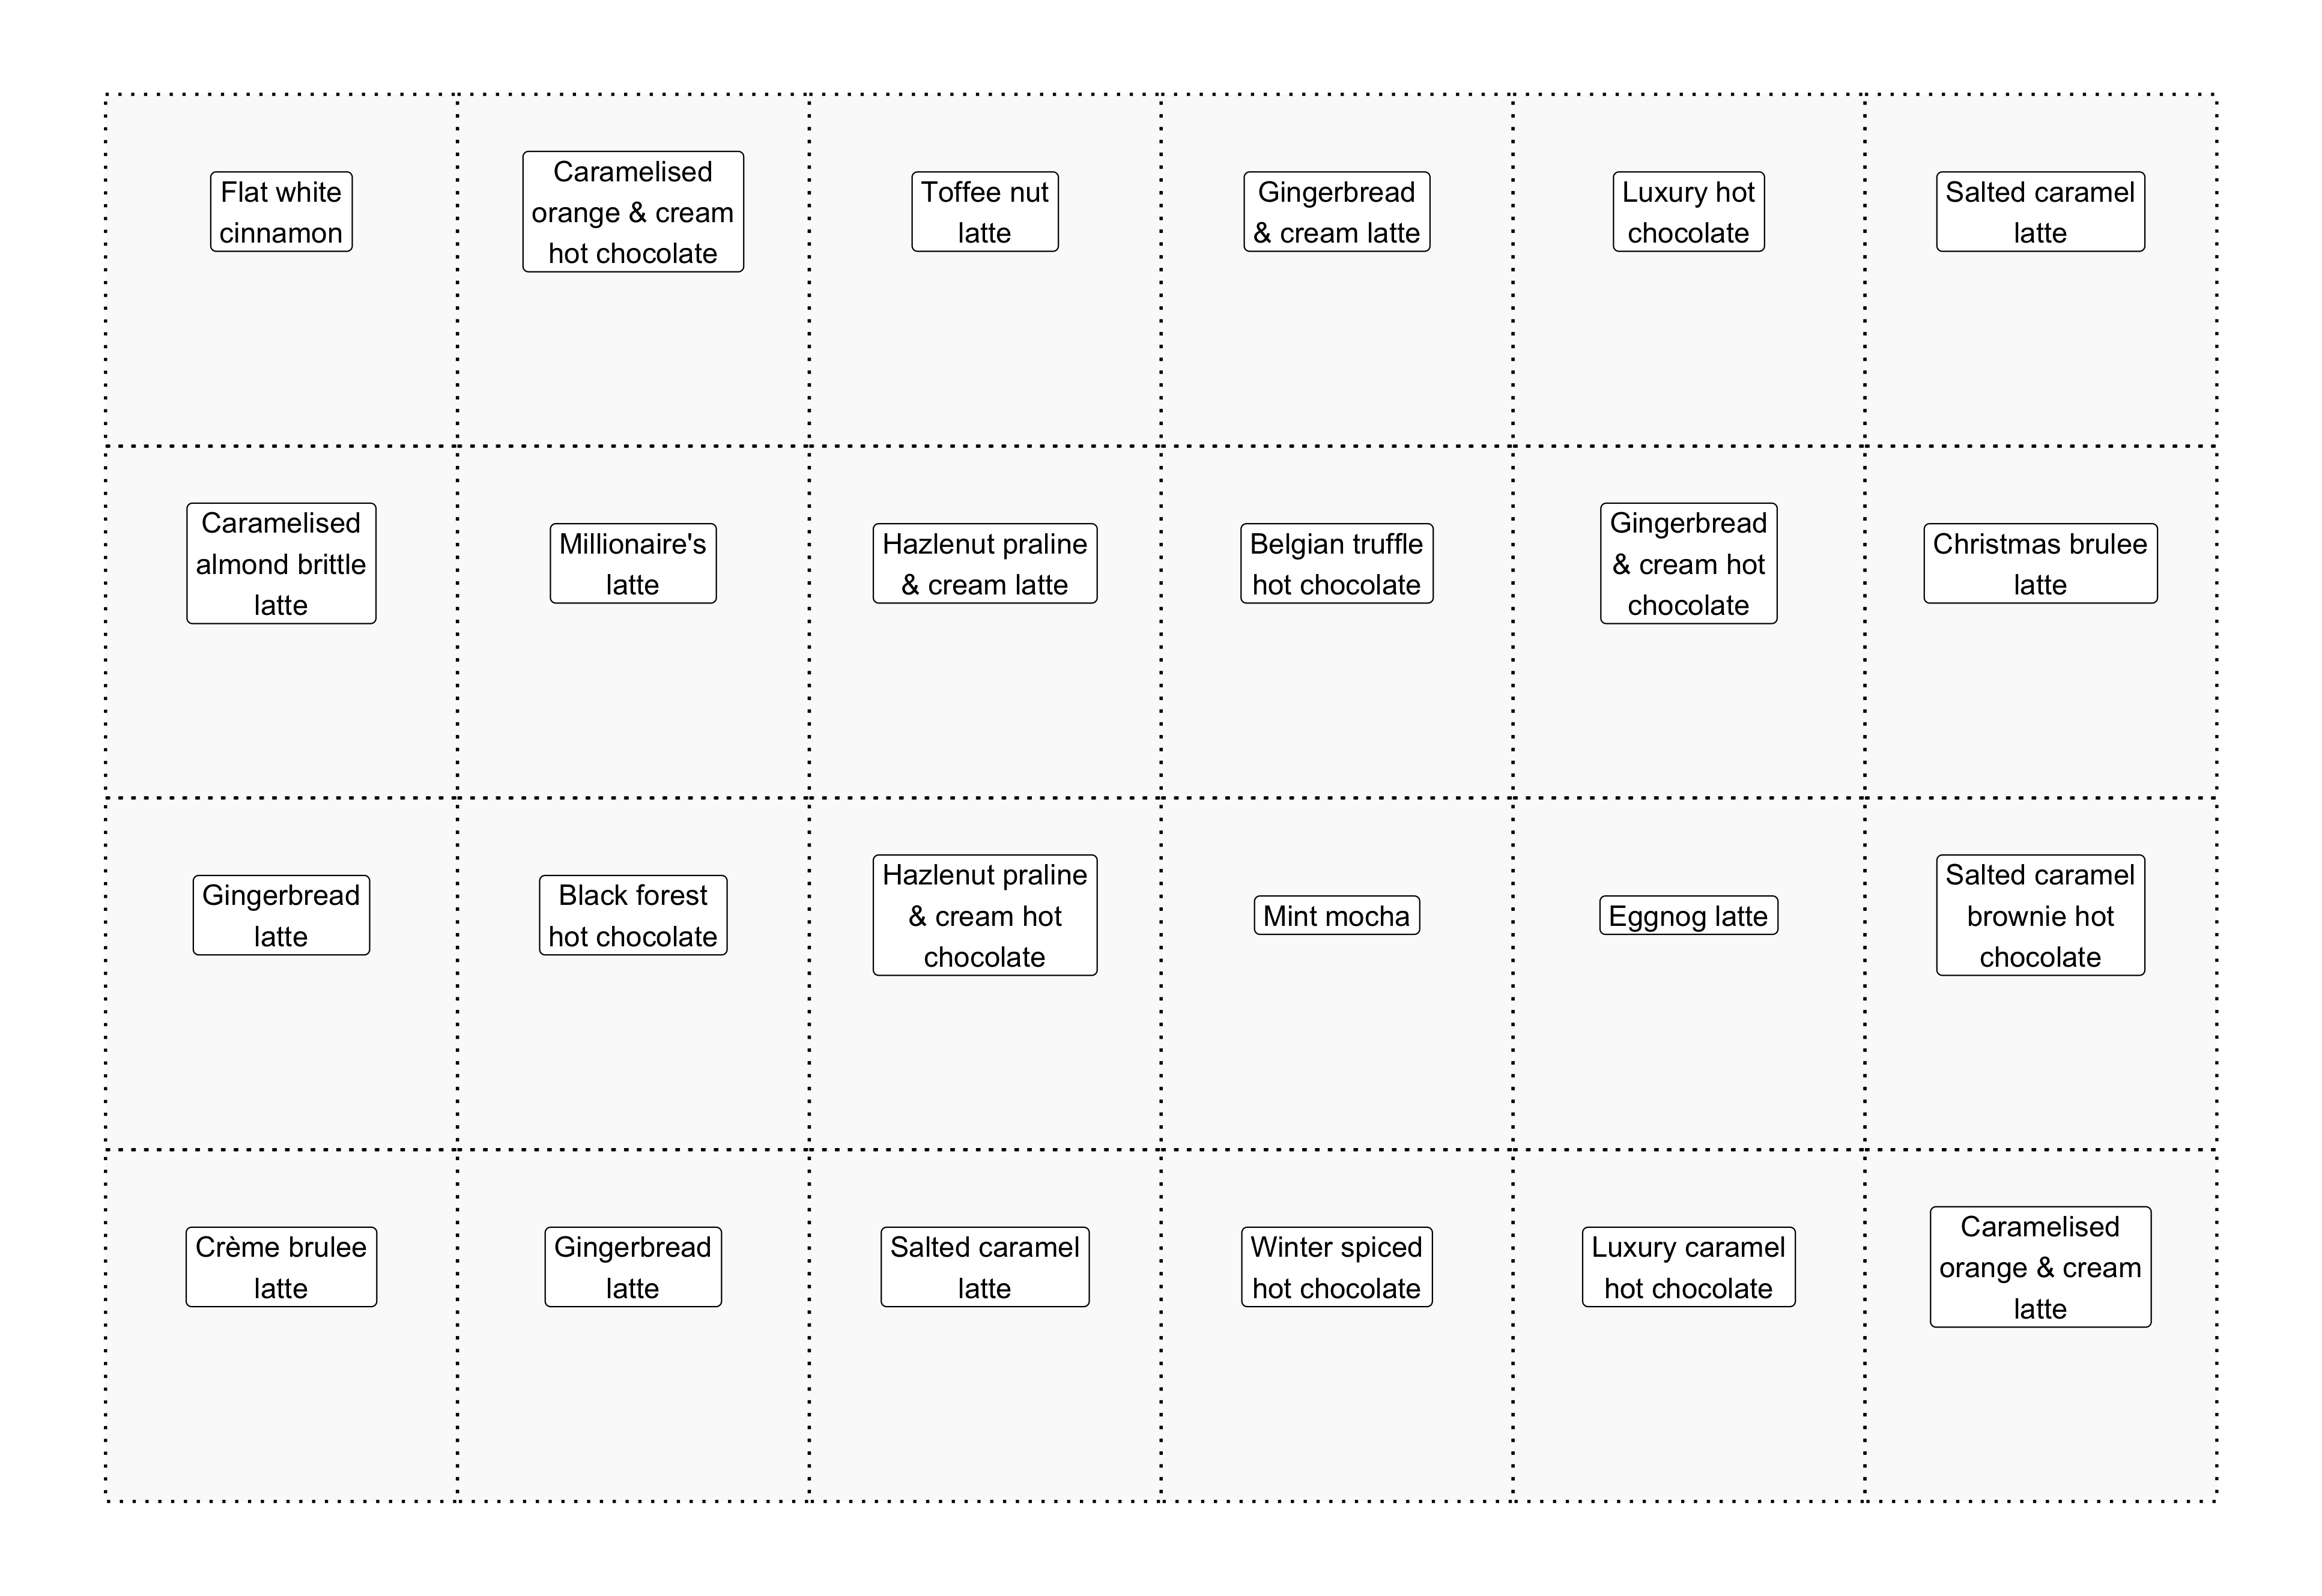 Flat white
cinnamon
Caramelised
orange & cream
hot chocolate
Toffee nut
latte
Gingerbread
& cream latte
Luxury hot
chocolate
Salted caramel
latte
Caramelised
almond brittle
latte
Millionaire's
latte
Hazlenut praline
& cream latte
Belgian truffle
hot chocolate
Gingerbread
& cream hot
chocolate
Christmas brulee
latte
Gingerbread
latte
Black forest
hot chocolate
Hazlenut praline
& cream hot
chocolate
Mint mocha
Eggnog latte
Salted caramel
brownie hot
chocolate
Crème brulee
latte
Gingerbread
latte
Salted caramel
latte
Winter spiced
hot chocolate
Luxury caramel
hot chocolate
Caramelised
orange & cream
latte